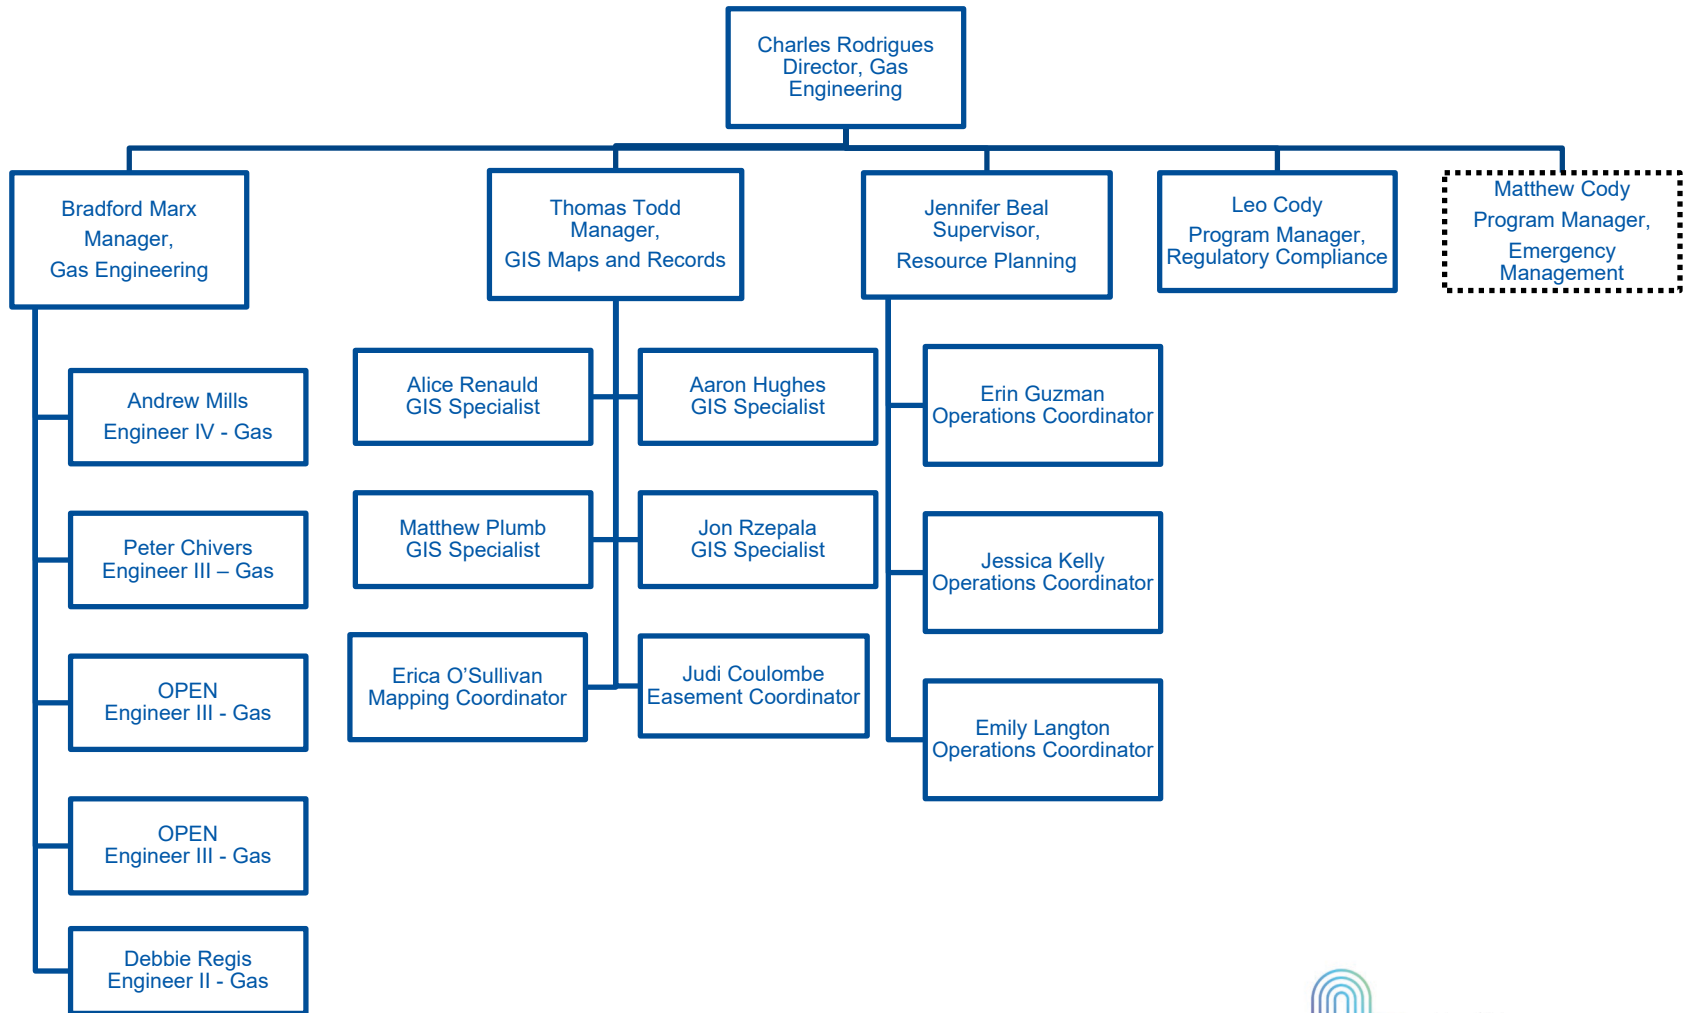 Charles Rodrigues
Director, Gas
Engineering
Bradford Marx
Manager,
Gas Engineering
Thomas Todd
Manager,
GIS Maps and Records
Jennifer Beal
Supervisor,
Resource Planning
Leo Cody
Program Manager,
Regulatory Compliance
Matthew Cody
Program Manager,
Emergency
Management
Andrew Mills
Engineer IV - Gas
Peter Chivers
Engineer III – Gas
OPEN
Engineer III - Gas
OPEN
Engineer III - Gas
Debbie Regis
Engineer II - Gas
Alice Renauld
GIS Specialist
Aaron Hughes
GIS Specialist
Matthew Plumb
GIS Specialist
Jon Rzepala
GIS Specialist
Erica O’Sullivan
Mapping Coordinator
Judi Coulombe
Easement Coordinator
Erin Guzman
Operations Coordinator
Jessica Kelly
Operations Coordinator
Emily Langton
Operations Coordinator